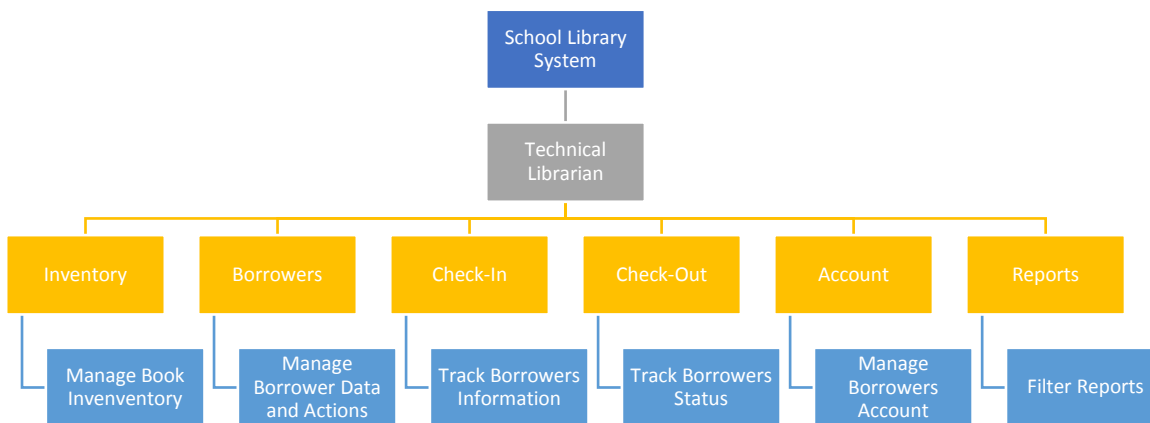 School Library
System
Technical
Librarian
Inventory
Borrowers
Check-In
Check-Out
Account
Reports
Manage Book
Invenventory
Manage
Borrower Data
and Actions
Track Borrowers
Information
Track Borrowers
Status
Manage
Borrowers
Account
Filter Reports